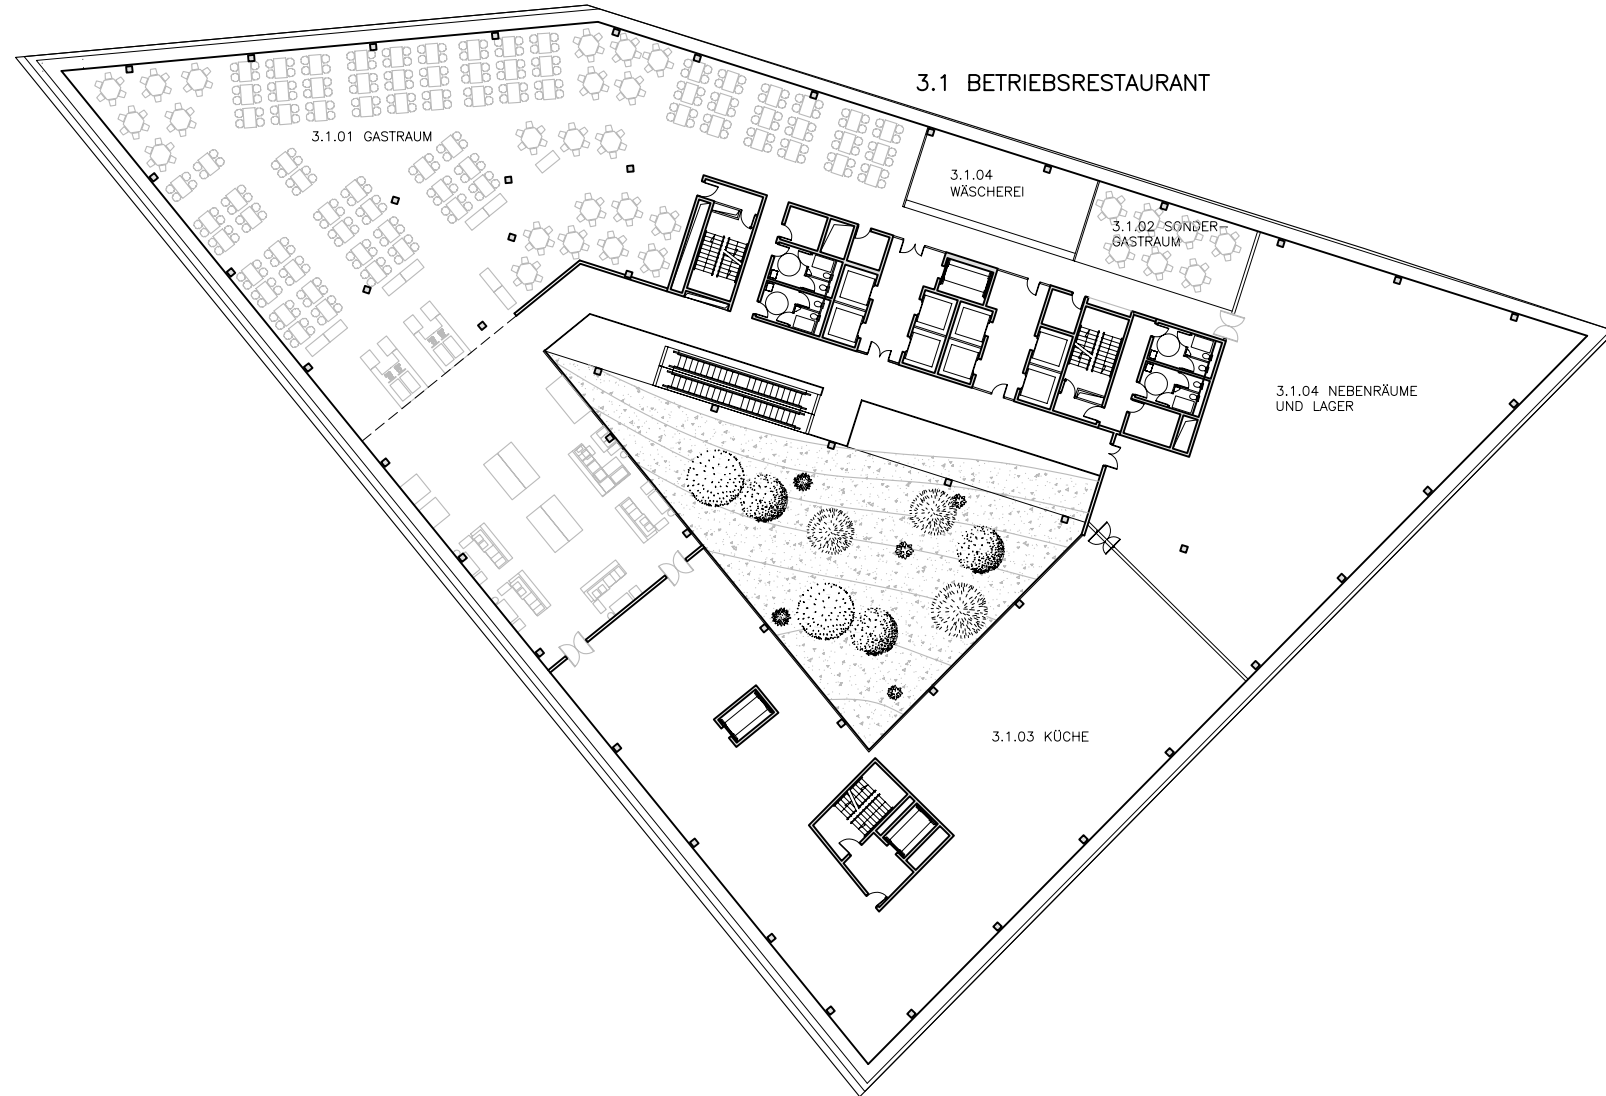 3.1 BETRIEBSRESTAURANT
3.1.01 GASTRAUM
3.1.04
WÄSCHEREI
3.1.02 SONDER-
GASTRAUM
3.1.04 NEBENRÄUME
UND LAGER
3.1.03 KÜCHE